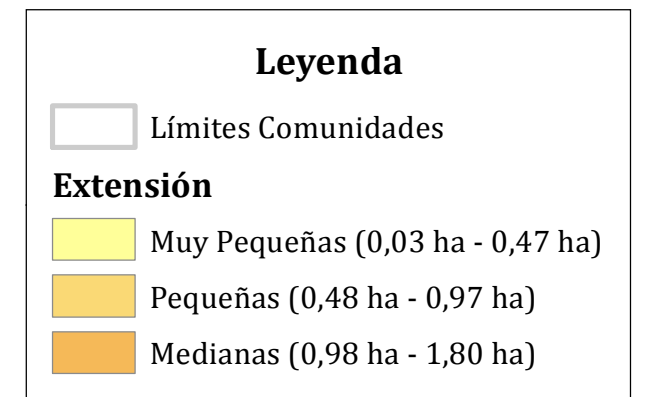 Leyenda
Límites Comunidades
Extensión
Muy Pequeñas (0,03 ha - 0,47 ha)
Pequeñas (0,48 ha - 0,97 ha)
Medianas (0,98 ha - 1,80 ha)